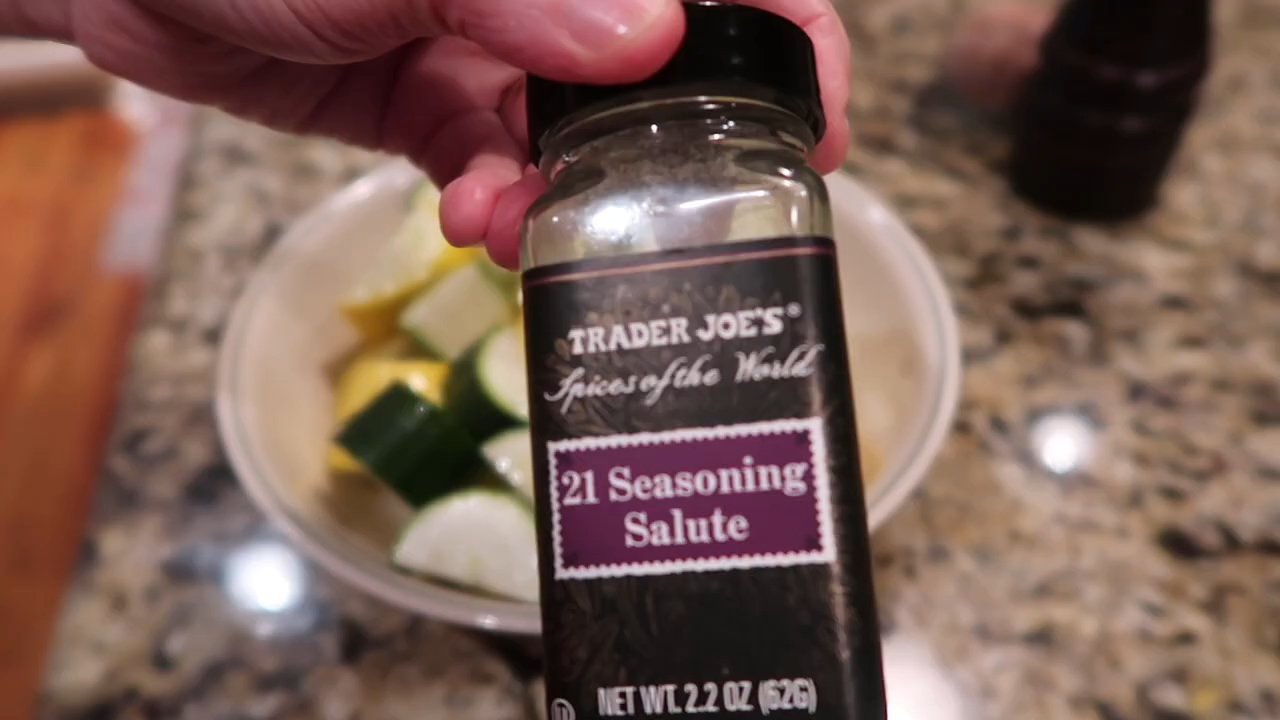 TRADER JOE'S®
Spices of the World
21 Seasoning
Salute
NET WT. 2.2 OZ (62G)